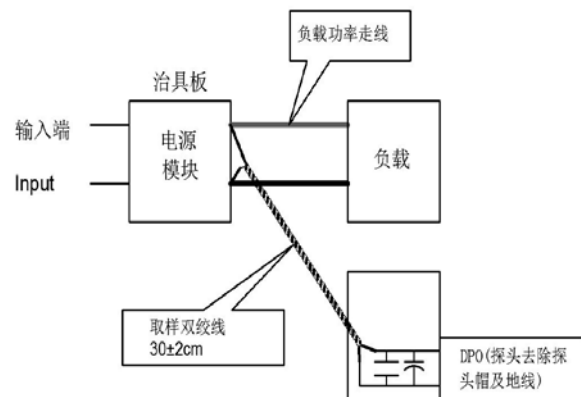 负载功率走线
治具板
输入端
Input
电源
模块
负载
取样双绞线
30±2cm
DPO(探头去除探
头帽及地线)